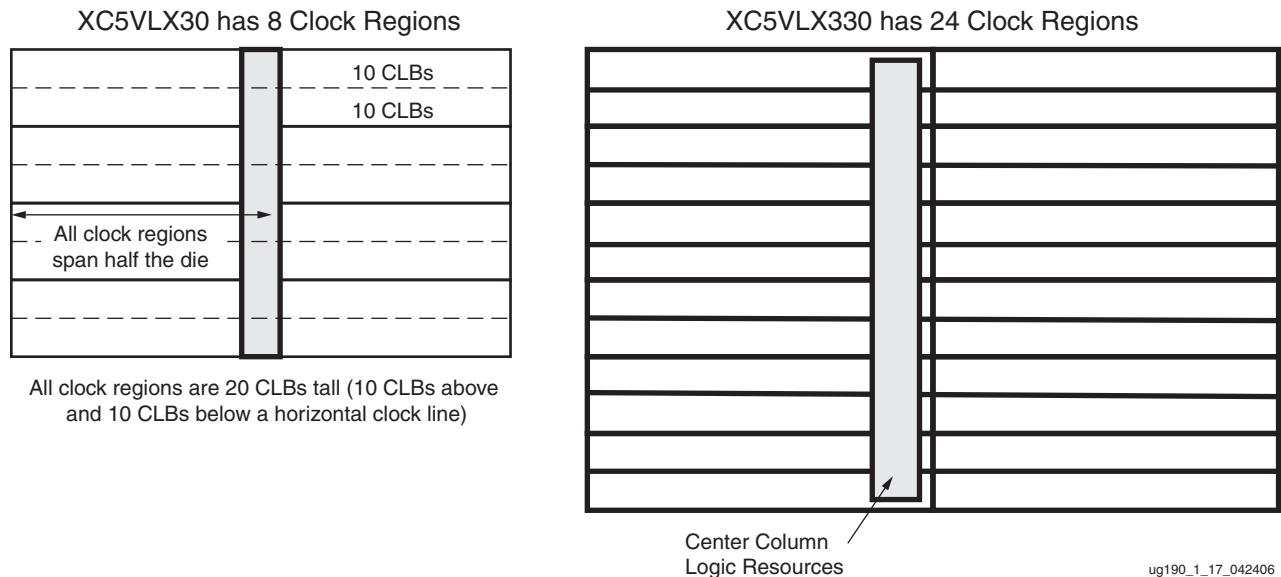 XC5VLX30 has 8 Clock Regions
10 CLBs
10 CLBs
All clock regions
span half the die
All clock regions are 20 CLBs tall (10 CLBs above
and 10 CLBs below a horizontal clock line)
XC5VLX330 has 24 Clock Regions
Center Column
Logic Resources
ug190_1_17_042406